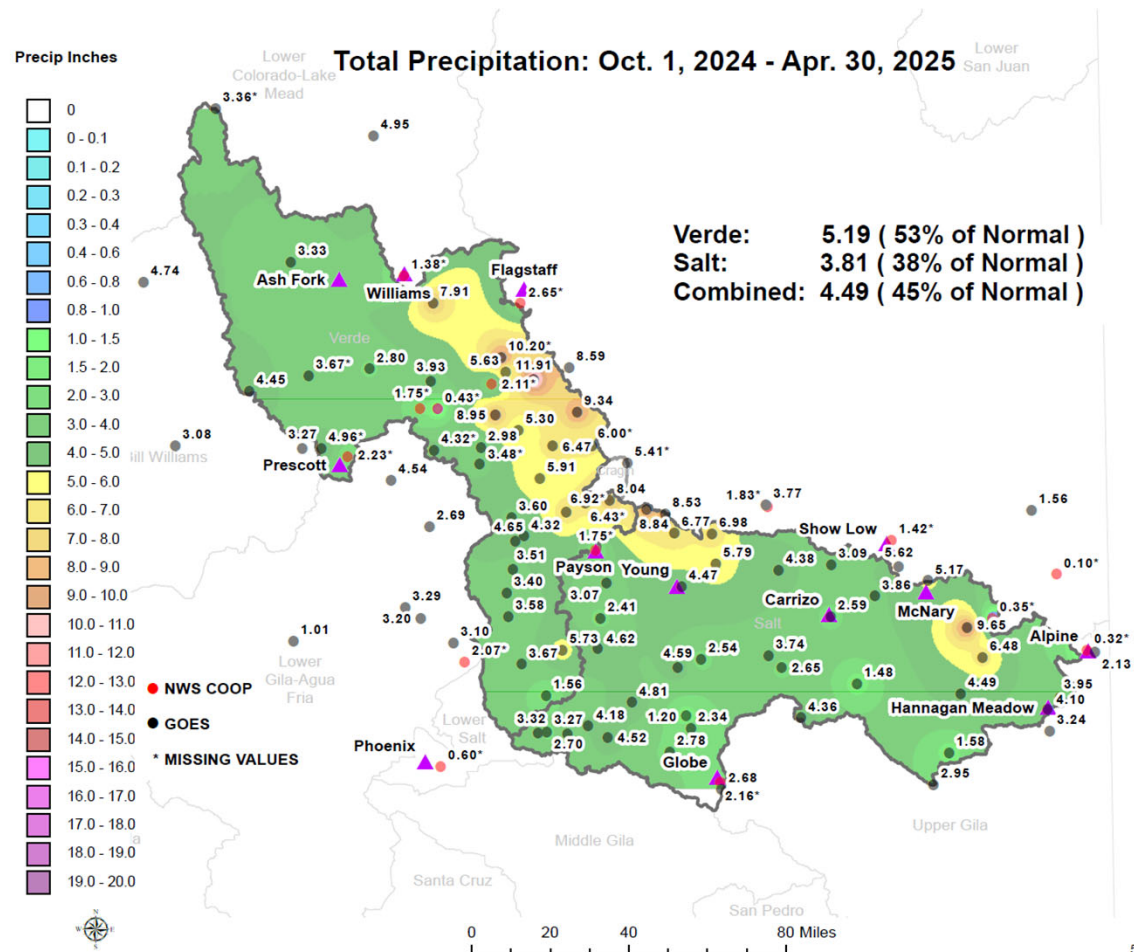 Total Precipitation: Oct. 1, 2024 - Apr. 30, 2025
Precip Inches
0
0 - 0.1
0.1 - 0.2
0.2 - 0.3
0.3 - 0.4
0.4 - 0.6
0.6 - 0.8
0.8 - 1.0
1.0 - 1.5
1.5 - 2.0
2.0 - 3.0
3.0 - 4.0
4.0 - 5.0
5.0 - 6.0
6.0 - 7.0
7.0 - 8.0
8.0 - 9.0
9.0 - 10.0
10.0 - 11.0
11.0 - 12.0
12.0 - 13.0
13.0 - 14.0
14.0 - 15.0
15.0 - 16.0
16.0 - 17.0
17.0 - 18.0
18.0 - 19.0
19.0 - 20.0
Lower
Colorado-Lake
Mead
Lower
San Juan
Verde: 5.19 ( 53% of Normal )
Salt: 3.81 ( 38% of Normal )
Combined: 4.49 ( 45% of Normal )
3.36*
4.95
3.33
4.74
Ash Fork
1.38*
Williams
7.91
Flagstaff
2.65*
Verde
10.20*
5.63
11.91
8.59
2.80
3.67*
3.93
2.11*
4.45
1.75*
0.43*
9.34
8.95
5.30
3.08
3.27
4.96*
4.32*
2.98
6.00*
6.47
ill Williams
Prescott
2.23*
3.48*
5.41*
Cragin
4.54
5.91
8.04
6.92*
8.53
1.83*
3.77
1.56
2.69
3.60
6.43*
8.84
6.77
6.98
4.65
4.32
1.75*
Show Low
1.42*
3.51
Payson
Young
5.79
4.38
3.09
5.62
0.10*
3.40
3.07
4.47
3.86
5.17
3.29
3.58
2.41
Carrizo
2.59
McNary
0.35*
3.20
Salt
9.65
1.01
3.10
5.73
4.62
3.74
Alpine
0.32*
2.07*
3.67
4.59
2.54
2.65
6.48
2.13
Lower
Gila-Agua
Fria
1.56
4.81
1.48
4.49
3.95
4.10
Hannagan Meadow
3.24
NWS COOP
GOES
* MISSING VALUES
Lower
Salt
3.32
3.27
4.18
1.20
2.34
4.36
2.70
4.52
2.78
1.58
Phoenix
0.60*
Globe
2.68
2.16*
2.95
Middle Gila
Upper Gila
Santa Cruz
San Pedro
a
N
W
E
S
0 20 40 80 Miles